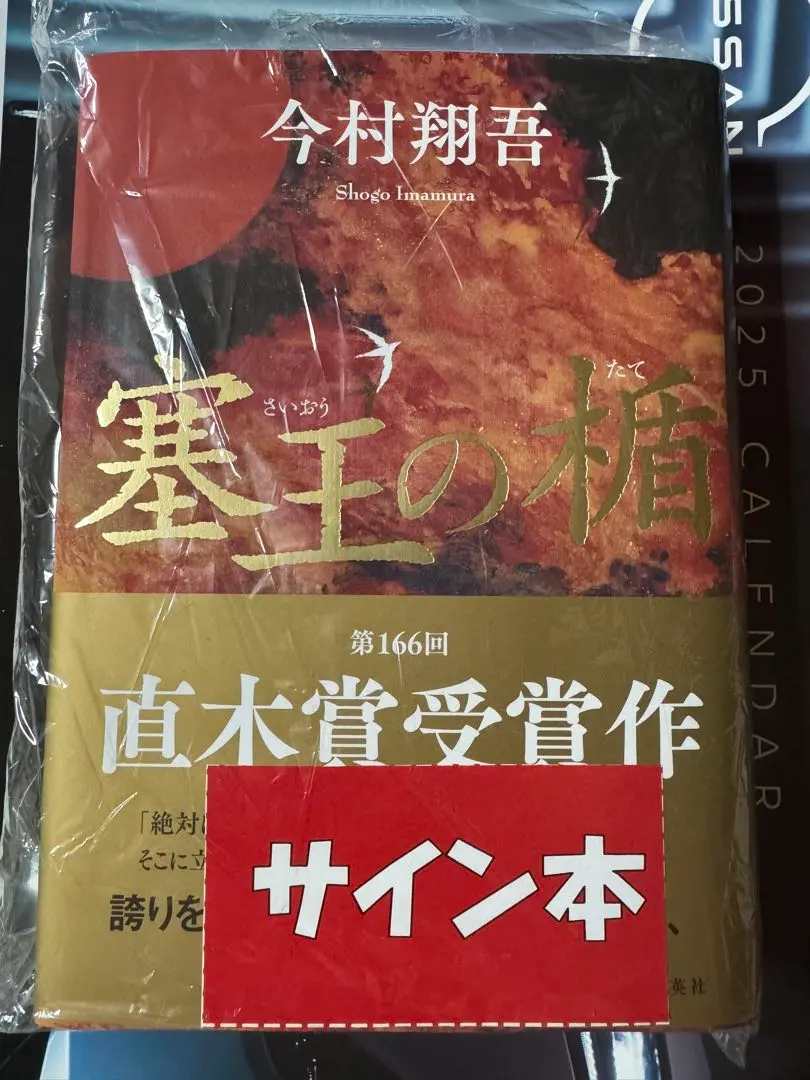 今村翔吾
Shogo Imamura
塞王の楯
さいおう
たて
第166回
直木賞受賞作
「絶対
そこに立
誇りを
サイン本
、
英社
SSAN
2025 CALENDAR